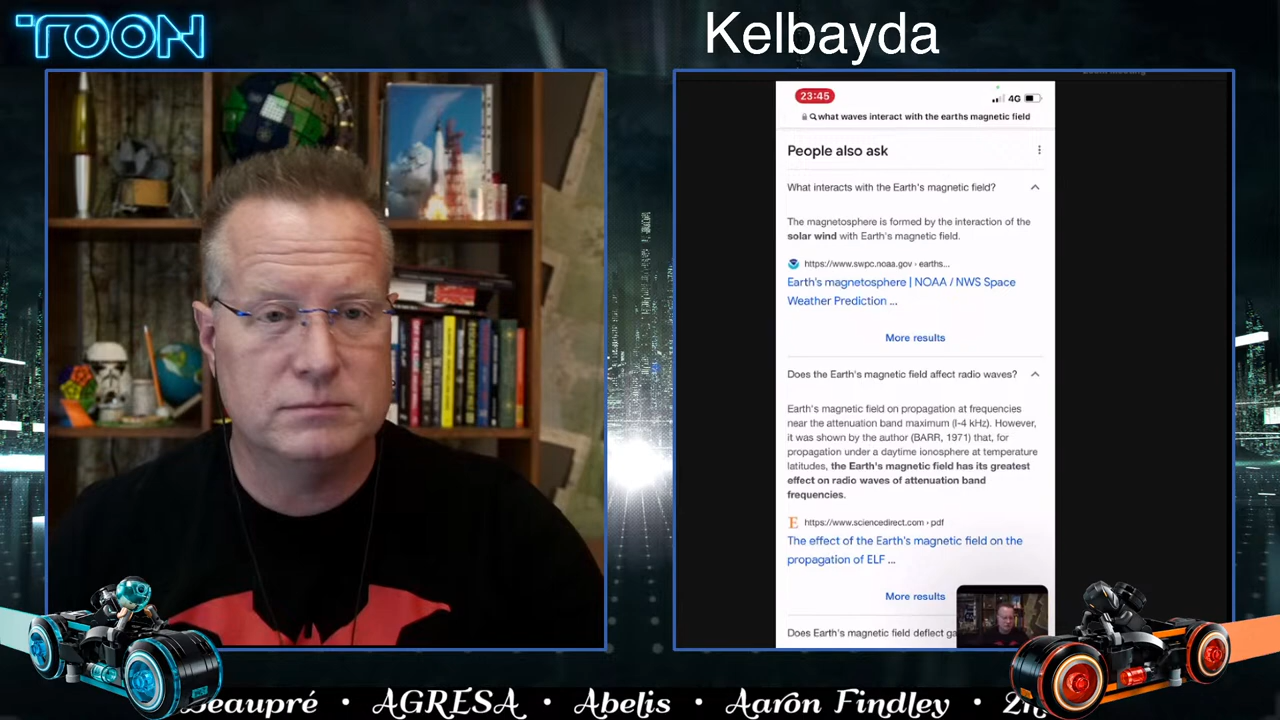 TOON
Kelbayda
23:45
4G
what waves interact with the earths magnetic field
People also ask
What interacts with the Earth's magnetic field?
The magnetosphere is formed by the interaction of the
solar wind with Earth's magnetic field.
https://www.swpc.noaa.gov › earths...
Earth's magnetosphere | NOAA / NWS Space
Weather Prediction ...
More results
Does the Earth's magnetic field affect radio waves?
Earth's magnetic field on propagation at frequencies
near the attenuation band maximum (I-4 kHz). However,
it was shown by the author (BARR, 1971) that, for
propagation under a daytime ionosphere at temperature
latitudes, the Earth's magnetic field has its greatest
effect on radio waves of attenuation band
frequencies.
E
https://www.sciencedirect.com › pdf
The effect of the Earth's magnetic field on the
propagation of ELF ...
More results
Does Earth's magnetic field deflect ga
Beaupré • AGRESA • Abelis • Aaron Findley •